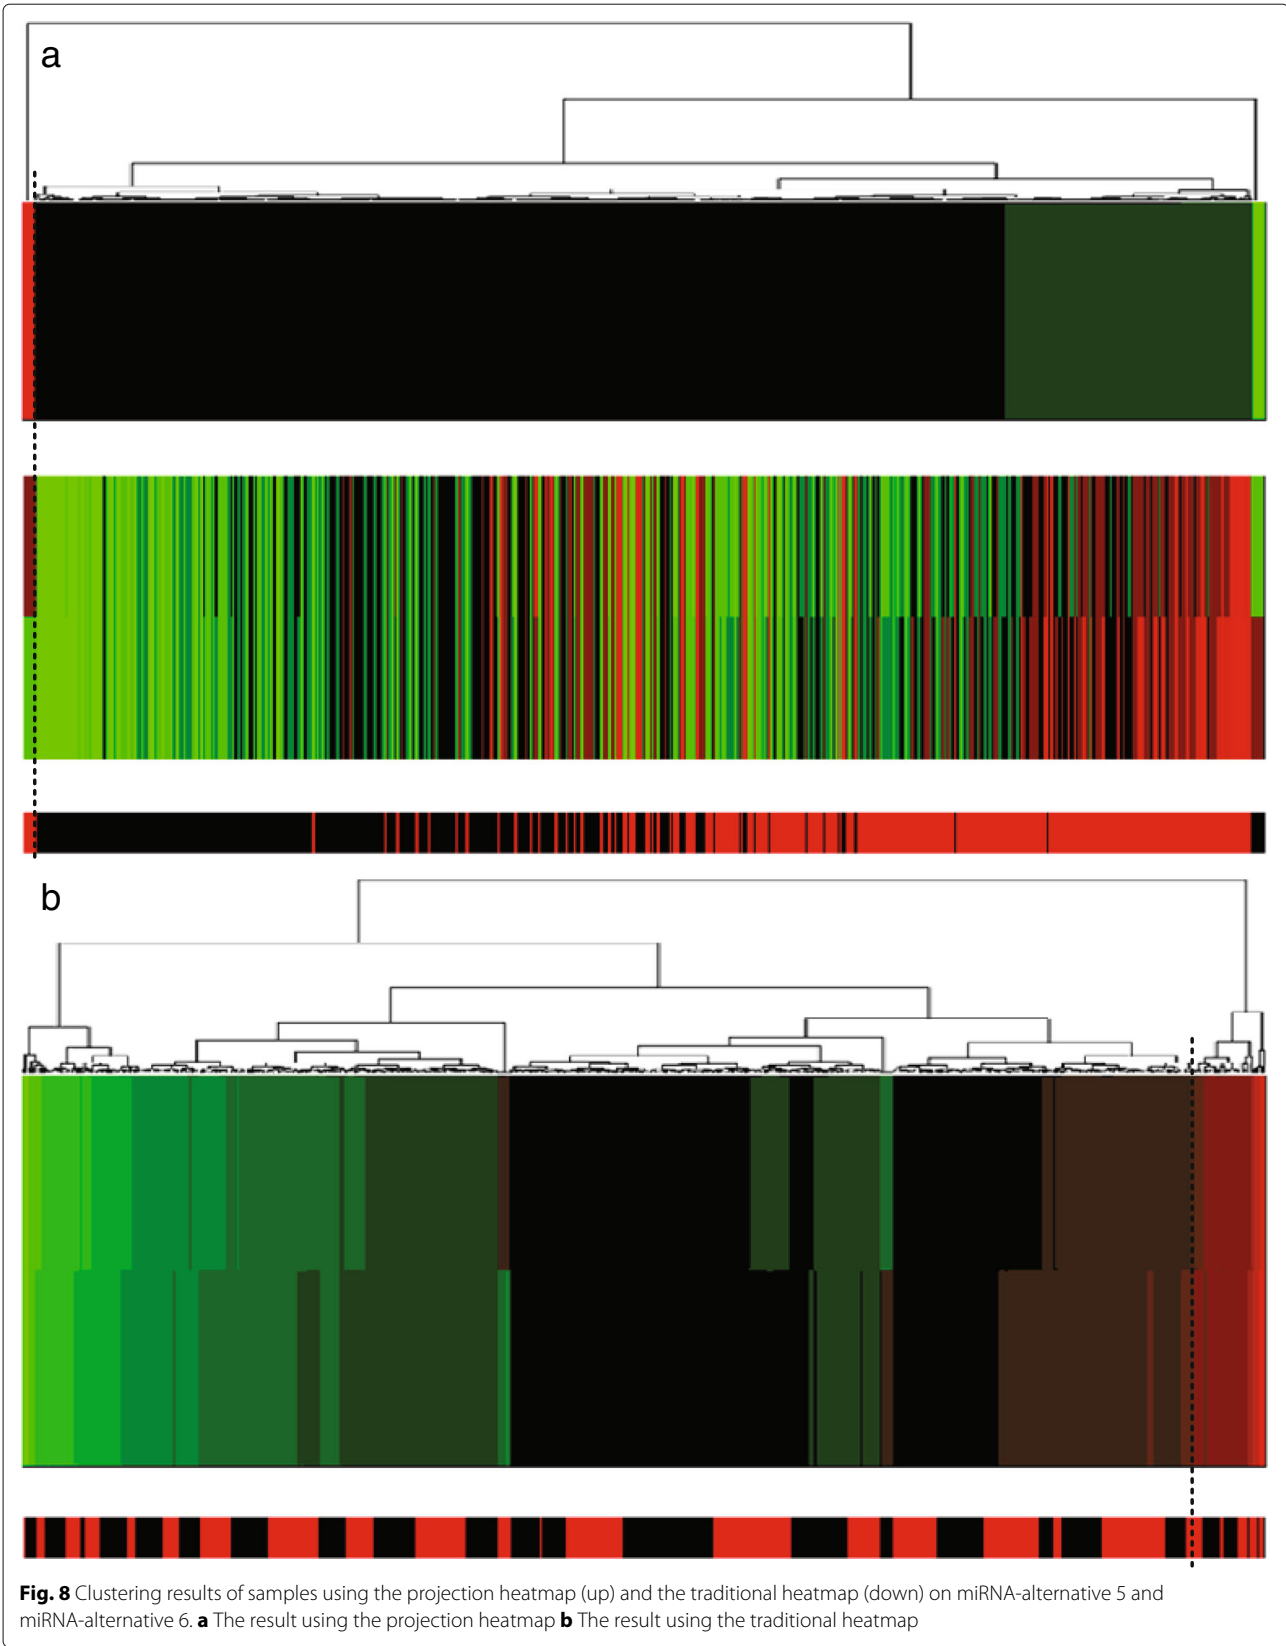 a
b
Fig. 8 Clustering results of samples using the projection heatmap (up) and the traditional heatmap (down) on miRNA-alternative 5 and
miRNA-alternative 6. a The result using the projection heatmap b The result using the traditional heatmap